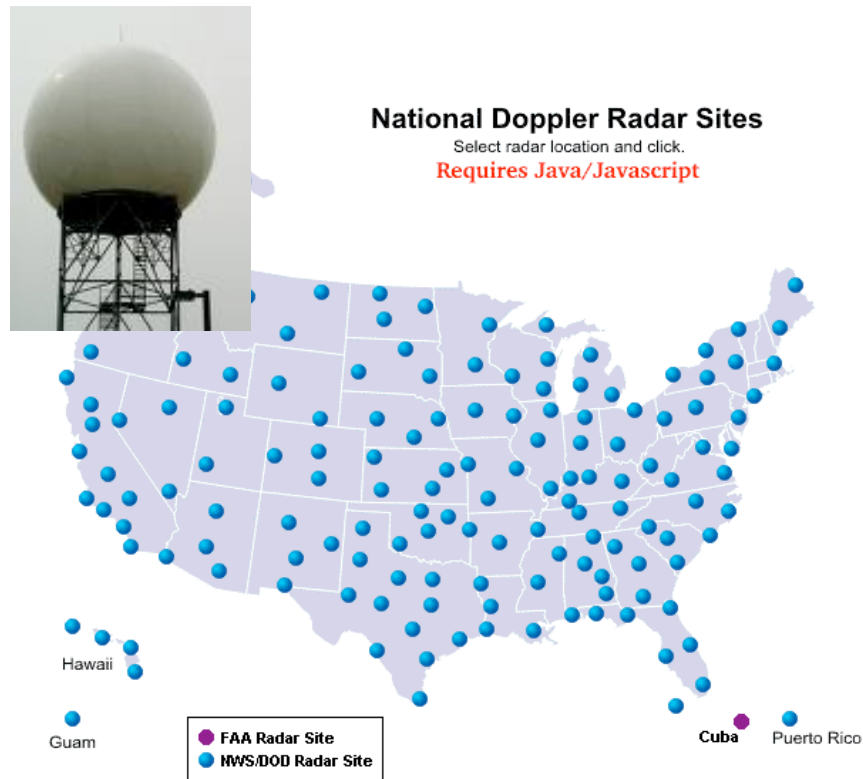 National Doppler Radar Sites
Select radar location and click.
Requires Java/Javascript
Hawaii
Guam
FAA Radar Site
NWS/DOD Radar Site
Cuba
Puerto Rico